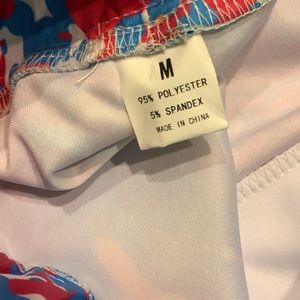 M
95% POLYESTER
5% SPANDEX
MADE IN CHINA